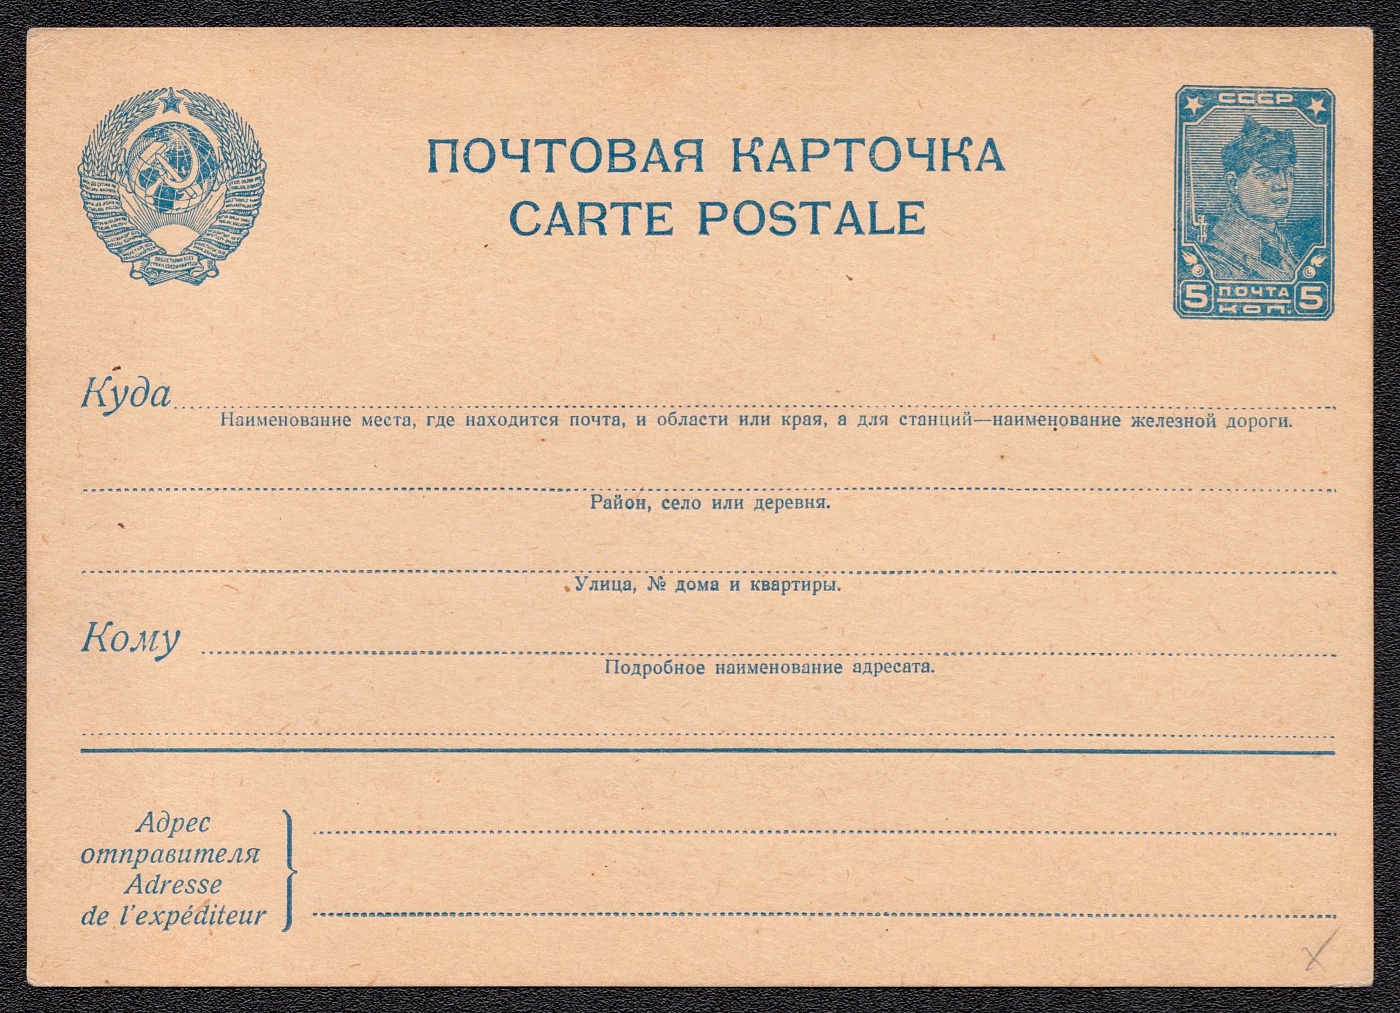 СССР
ПОЧТОВАЯ КАРТОЧКА
CARTE POSTALE
5 ПОЧТА 5
КОП.
Куда
Наименование места, где находится почта, и области или края, а для станций—наименование железной дороги.
Район, село или деревня.
Улица, № дома и квартиры.
Кому
Подробное наименование адресата.
Адрес
отправителя
Adresse
de l'expéditeur